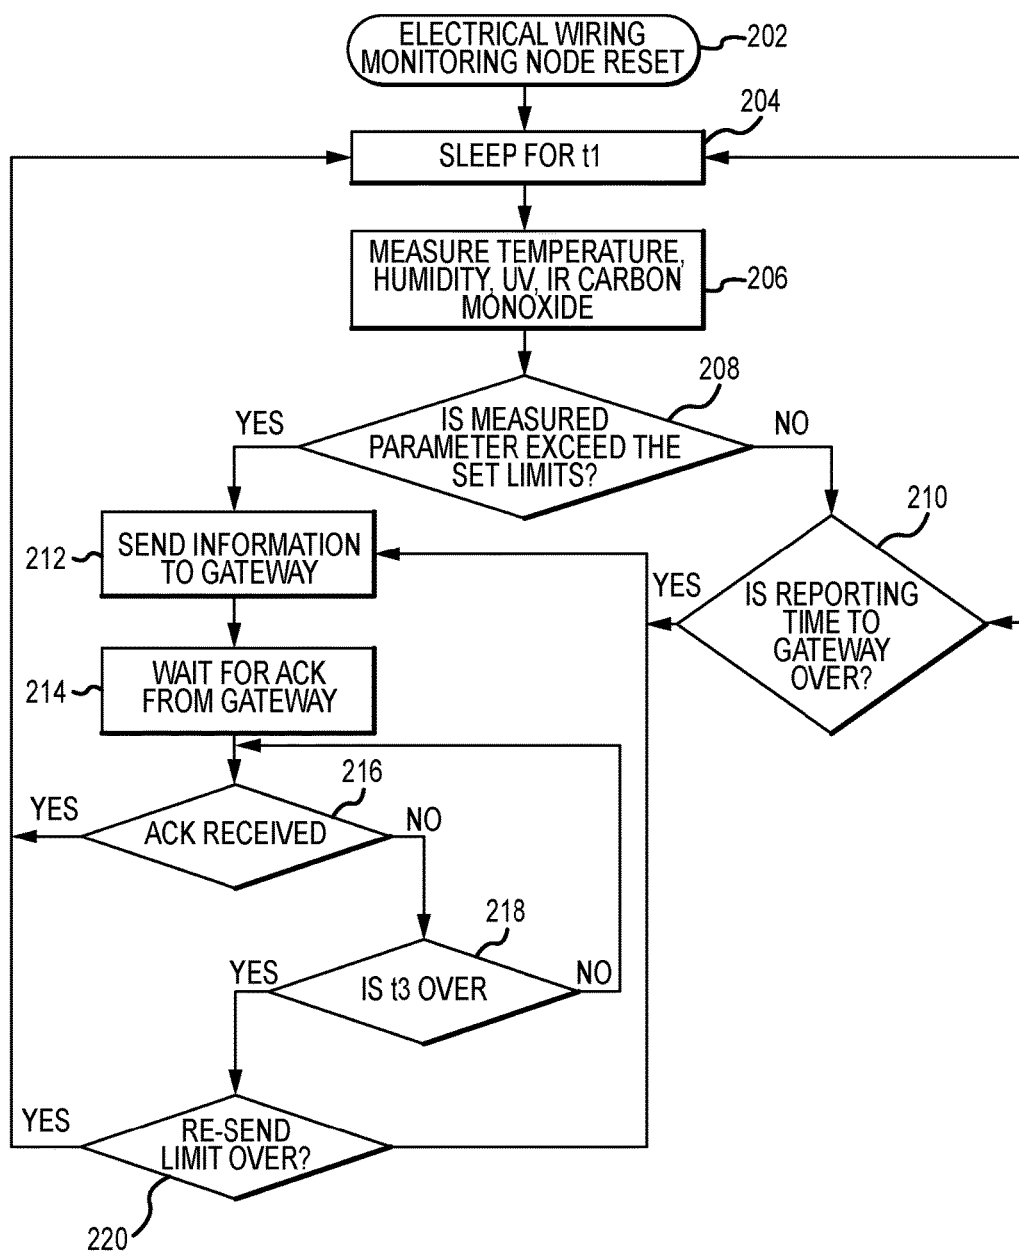 ELECTRICAL WIRING
MONITORING NODE RESET
202
204
SLEEP FOR t1
MEASURE TEMPERATURE,
HUMIDITY, UV, IR CARBON
MONOXIDE
206
208
YES
IS MEASURED
PARAMETER EXCEED THE
SET LIMITS?
NO
210
212
SEND INFORMATION
TO GATEWAY
YES
IS REPORTING
TIME TO
GATEWAY
OVER?
214
WAIT FOR ACK
FROM GATEWAY
216
YES
ACK RECEIVED
NO
218
YES
IS t3 OVER
NO
YES
RE-SEND
LIMIT OVER?
220